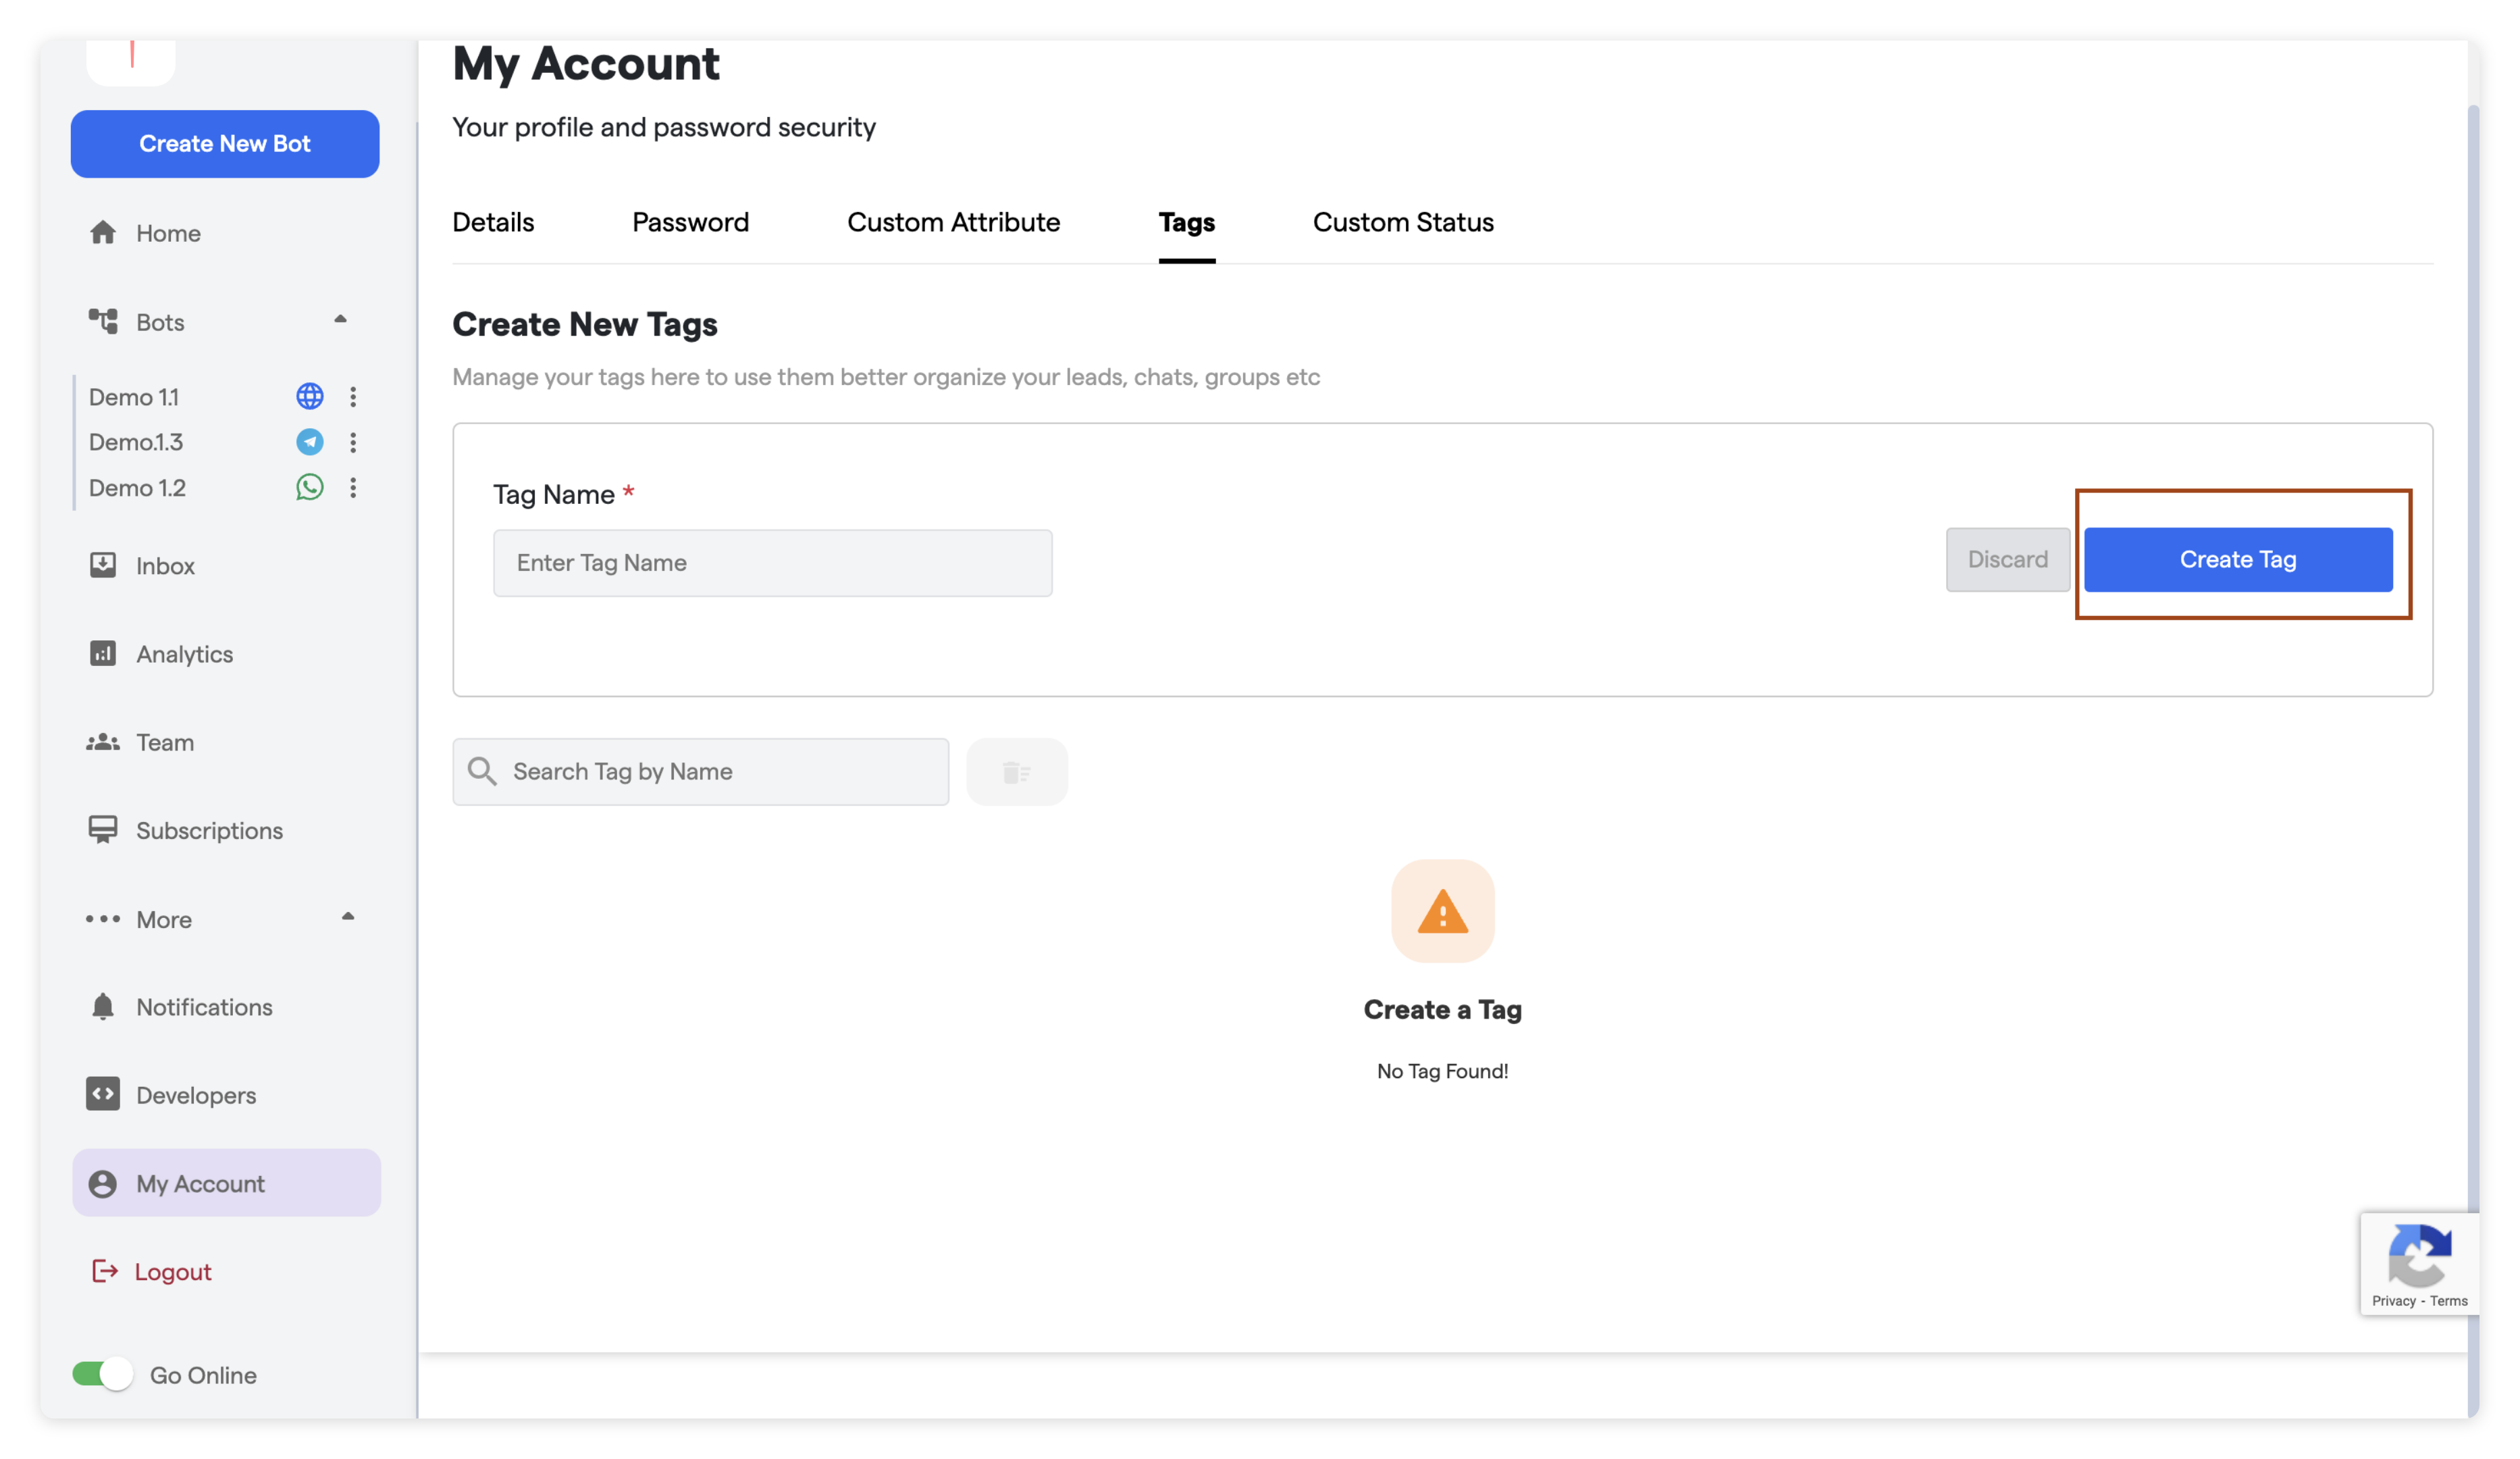 Create New Bot
Home
Bots
Demo 1.1
Demo.1.3
Demo 1.2
Inbox
Analytics
Team
Subscriptions
More
Notifications
Developers
My Account
Logout
Go Online
My Account
Your profile and password security
Details Password Custom Attribute Tags Custom Status
Create New Tags
Manage your tags here to use them better organize your leads, chats, groups etc
Tag Name *
Enter Tag Name
Discard Create Tag
Search Tag by Name
Create a Tag
No Tag Found!
Privacy - Terms